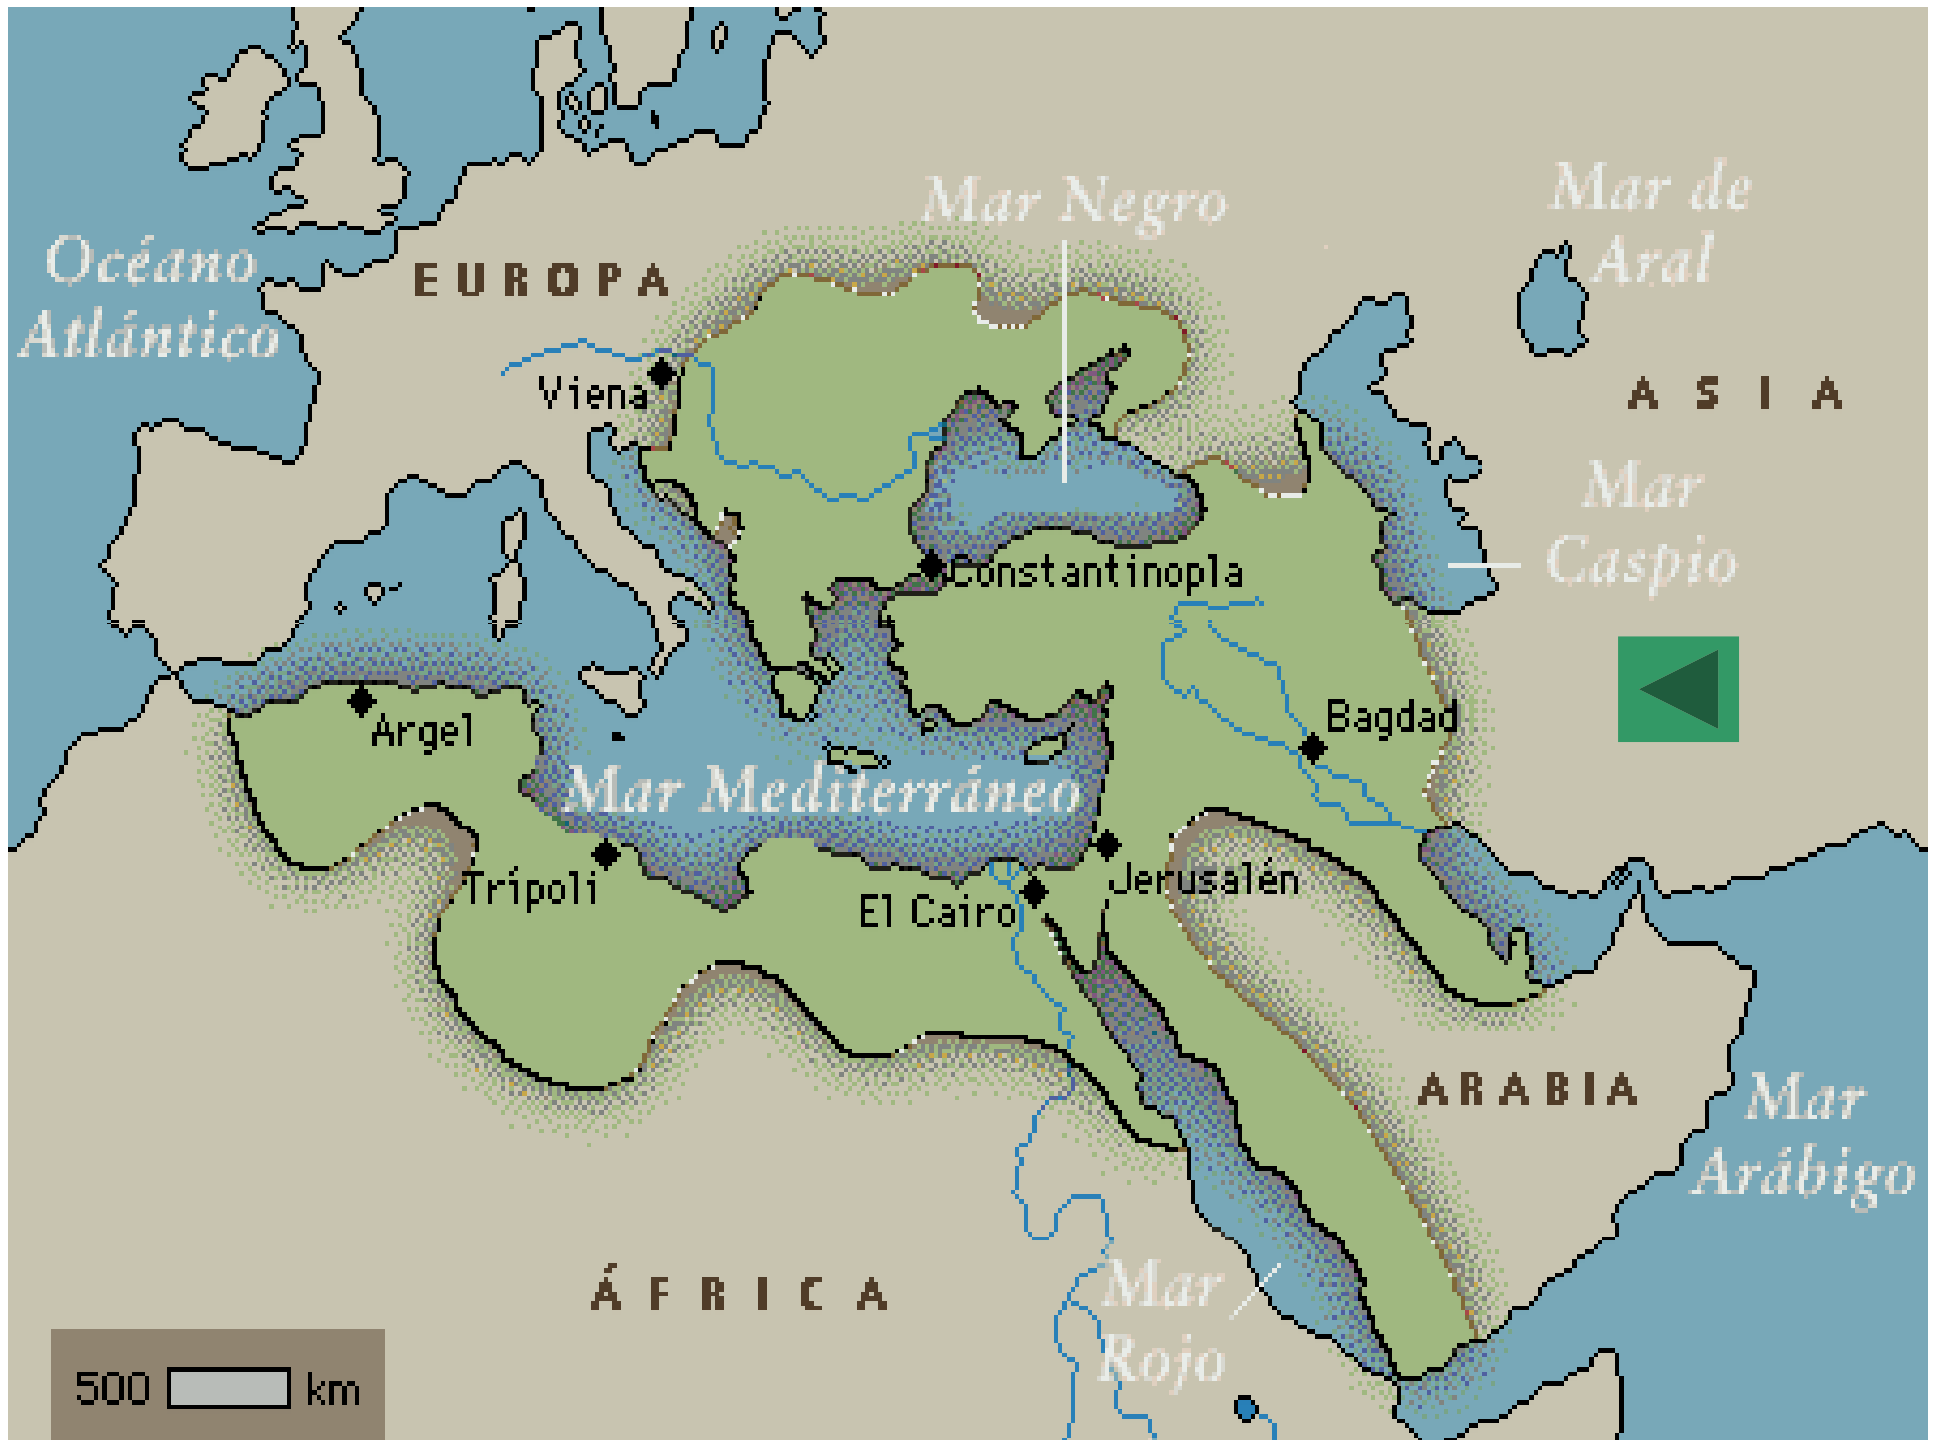 Mar Negro
Mar de
Aral
Océano
Atlántico
EUROPA
Viena
ASIA
Mar
Caspio
Constantinopla
Argel
Bagdad
Mar Mediterráneo
Trípoli
Jerusalén
El Cairo
ARABIA
Mar
Arábigo
ÁFRICA
Mar
Rojo
500 km